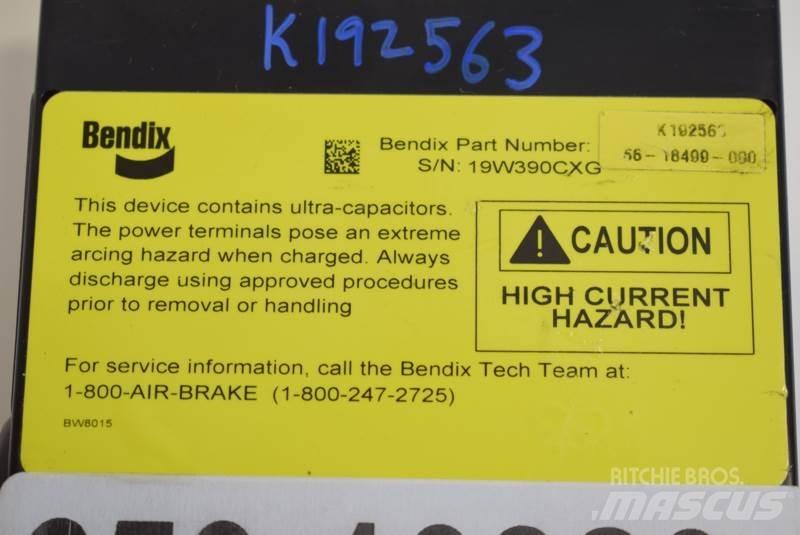 K192563
Bendix
Bendix Part Number:
K192563
66-18499-000
S/N: 19W390CXG
This device contains ultra-capacitors.
The power terminals pose an extreme
arcing hazard when charged. Always
discharge using approved procedures
prior to removal or handling
CAUTION
HIGH CURRENT
HAZARD!
For service information, call the Bendix Tech Team at:
1-800-AIR-BRAKE (1-800-247-2725)
BW8015
RITCHIE BROS.
MASCUS